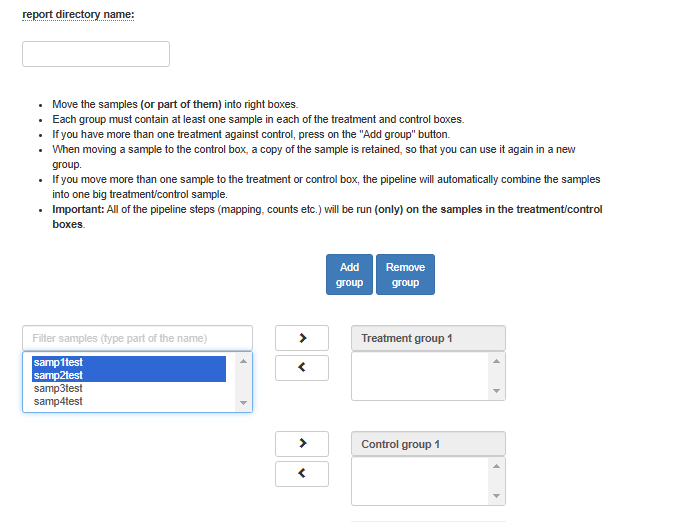 report directory name:
Move the samples (or part of them) into right boxes.
Each group must contain at least one sample in each of the treatment and control boxes.
If you have more than one treatment against control, press on the "Add group" button.
When moving a sample to the control box, a copy of the sample is retained, so that you can use it again in a new
group.
If you move more than one sample to the treatment or control box, the pipeline will automatically combine the samples
into one big treatment/control sample.
Important: All of the pipeline steps (mapping, counts etc.) will be run (only) on the samples in the treatment/control
boxes.
Add
group
Remove
group
Filter samples (type part of the name)
samp1test
samp2test
samp3test
samp4test
Treatment group 1
Control group 1